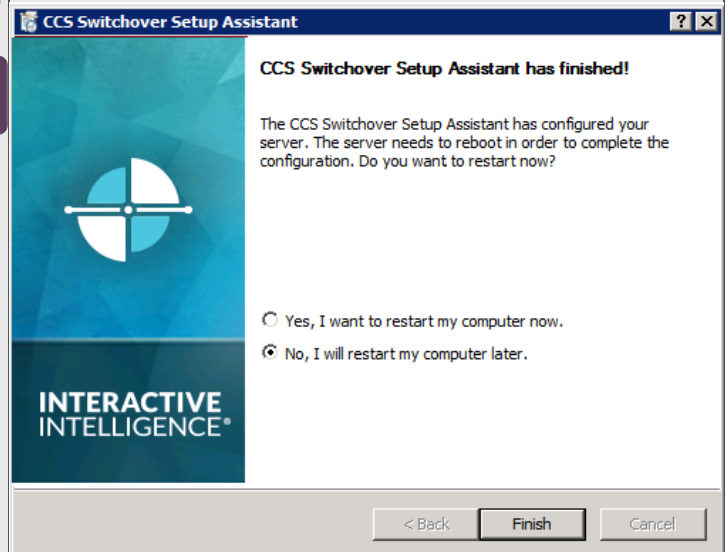 CCS Switchover Setup Assistant
?
X
CCS Switchover Setup Assistant has finished!
The CCS Switchover Setup Assistant has configured your
server. The server needs to reboot in order to complete the
configuration. Do you want to restart now?
Yes, I want to restart my computer now.
No, I will restart my computer later.
INTERACTIVE
INTELLIGENCE®
< Back
Finish
Cancel